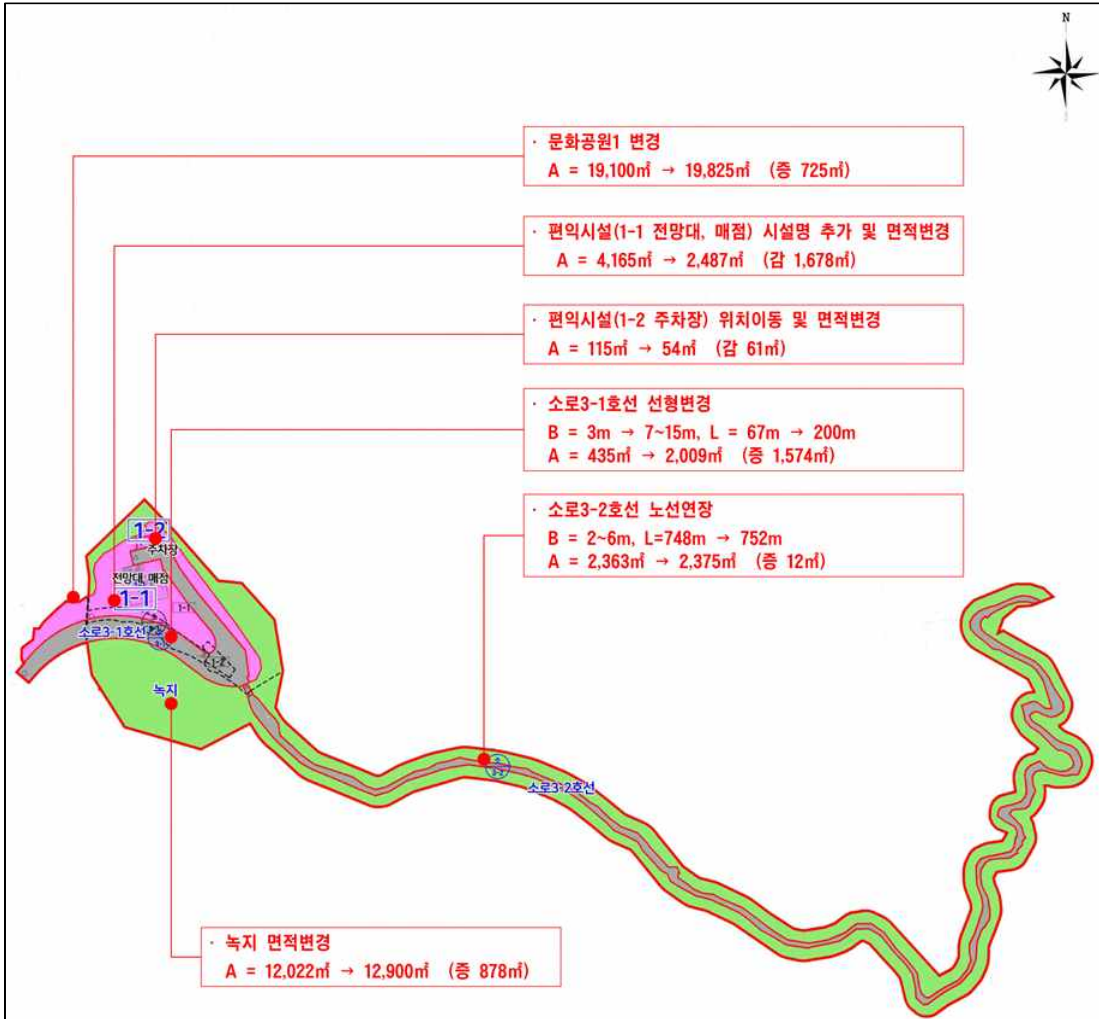 N
· 문화공원1 변경
A = 19,100㎡ → 19,825㎡ (증 725㎡)
· 편익시설(1-1 전망대, 매점) 시설명 추가 및 면적변경
A = 4,165㎡ → 2,487㎡ (감 1,678㎡)
· 편익시설(1-2 주차장) 위치이동 및 면적변경
A = 115㎡ → 54㎡ (감 61㎡)
· 소로3-1호선 선형변경
B = 3m → 7~15m, L = 67m → 200m
A = 435㎡ → 2,009㎡ (증 1,574㎡)
· 소로3-2호선 노선연장
B = 2~6m, L=748m → 752m
A = 2,363㎡ → 2,375㎡ (증 12㎡)
1-2
주차장
전망대, 매점
1-1
1-1
소로3-1호선
1-2
녹지
소로3-2호선
· 녹지 면적변경
A = 12,022㎡ → 12,900㎡ (증 878㎡)